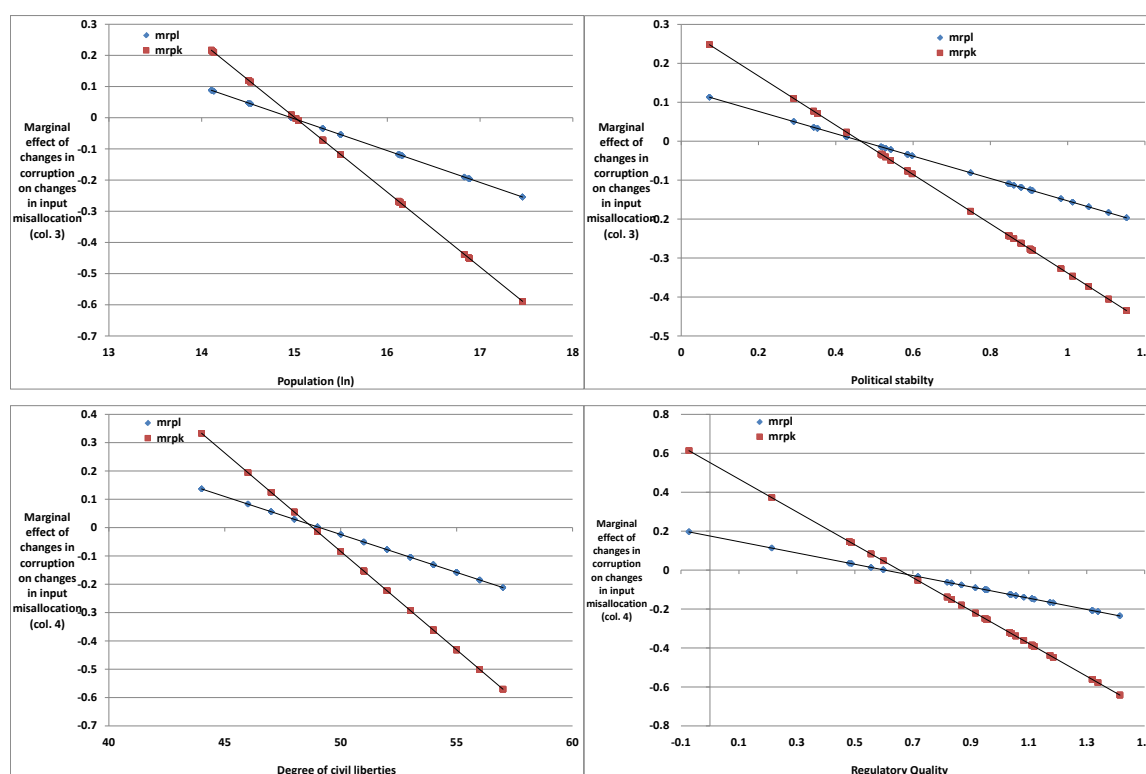 0.3
0.2
0.1
0
-0.1
-0.2
-0.3
-0.4
-0.5
-0.6
-0.7
13
14
15
16
17
18
mrpl
mrpk
Marginal
effect of
changes in
corruption
on changes
in input
misallocation
(col. 3)
Population (ln)
0.3
0.2
0.1
0
-0.1
-0.2
-0.3
-0.4
-0.5
0
0.2
0.4
0.6
0.8
1
1.
mrpl
mrpk
Marginal
effect of
changes in
corruption
on changes
in input
misallocation
(col. 3)
Political stabilty
0.4
0.3
0.2
0.1
0
-0.1
-0.2
-0.3
-0.4
-0.5
-0.6
-0.7
40
45
50
55
60
mrpl
mrpk
Marginal
effect of
changes in
corruption
on changes
in input
misallocation
(col. 4)
Degree of civil liberties
0.8
0.6
0.4
0.2
0
-0.2
-0.4
-0.6
-0.8
-0.1
0.1
0.3
0.5
0.7
0.9
1.1
1.3
1.
mrpl
mrpk
Marginal
effect of
changes in
corruption
on changes
in input
misallocation
(col. 4)
Regulatory Quality